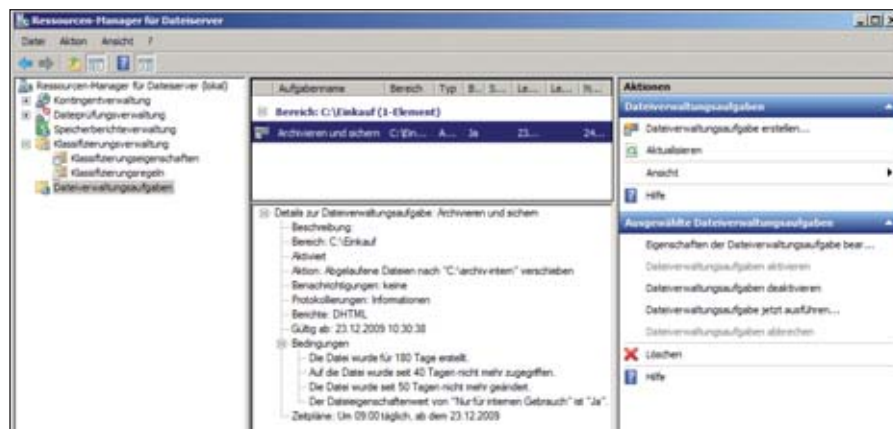 Ressourcen-Manager für Dateiserver
Datei Aktion Ansicht ?
Ressourcen-Manager für Dateiserver (lokal)
Kontingentverwaltung
Dateiprüfungsverwaltung
Speicherberichteverwaltung
Klassifizierungsverwaltung
Klassifizierungseigenschaften
Klassifizierungsregeln
Dateiverwaltungsaufgaben
Aufgabenname Bereich Typ B... S... Le... Le... N...
Bereich: C:\Einkauf (1-Element)
Archivieren und sichern C:\Ein... A... Ja 23... 24...
Details zur Dateiverwaltungsaufgabe: Archivieren und sichern
Beschreibung:
Bereich: C:\Einkauf
Aktiviert
Aktion: Abgelaufene Dateien nach "C:\archiv-intern" verschieben
Benachrichtigungen: keine
Protokollierungen: Informationen
Berichte: DHTML
Gültig ab: 23.12.2009 10:30:38
Bedingungen
Die Datei wurde für 180 Tage erstellt.
Auf die Datei wurde seit 40 Tagen nicht mehr zugegriffen.
Die Datei wurde seit 50 Tagen nicht mehr geändert.
Der Dateieigenschaftenwert von "Nur für internen Gebrauch" ist "Ja".
Zeitpläne: Um 09:00 täglich, ab dem 23.12.2009
Aktionen
Dateiverwaltungsaufgaben
Dateiverwaltungsaufgabe erstellen...
Aktualisieren
Ansicht
Hilfe
Ausgewählte Dateiverwaltungsaufgaben
Eigenschaften der Dateiverwaltungsaufgabe bear...
Dateiverwaltungsaufgaben aktivieren
Dateiverwaltungsaufgaben deaktivieren
Dateiverwaltungsaufgabe jetzt ausführen...
Dateiverwaltungsaufgaben abbrechen
Löschen
Hilfe